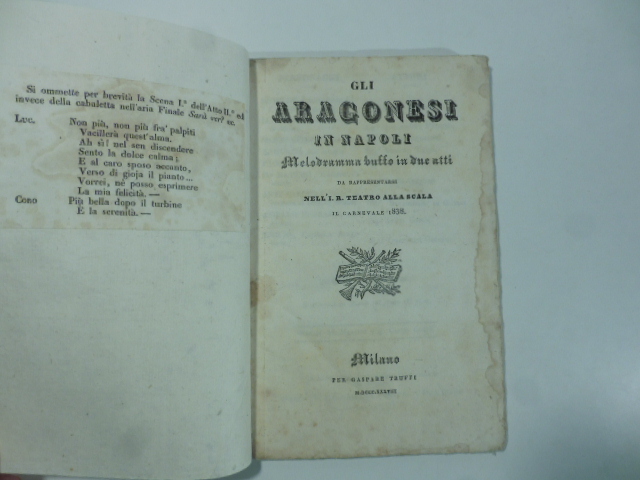 Si ommette per brevità la Scena I.ª dell'Atto II.º ed
invece della cabaletta nell'aria Finale Sarà ver? ec.
Luc. Non più, non più fra' palpiti
Vacillerà quest'alma.
Ah sì! nel sen discendere
Sento la dolce calma;
E al caro sposo accanto,
Verso di gioja il pianto...
Vorrei, né posso esprimere
La mia felicità.—
Coro Più bella dopo il turbine
È la serenità.—
GLI
ARAGONESI
IN NAPOLI
Melodramma buffo in due atti
DA RAPPRESENTARSI
NELL'I. R. TEATRO ALLA SCALA
IL CARNEVALE 1838.
Milano
PER GASPARE TRUFFI